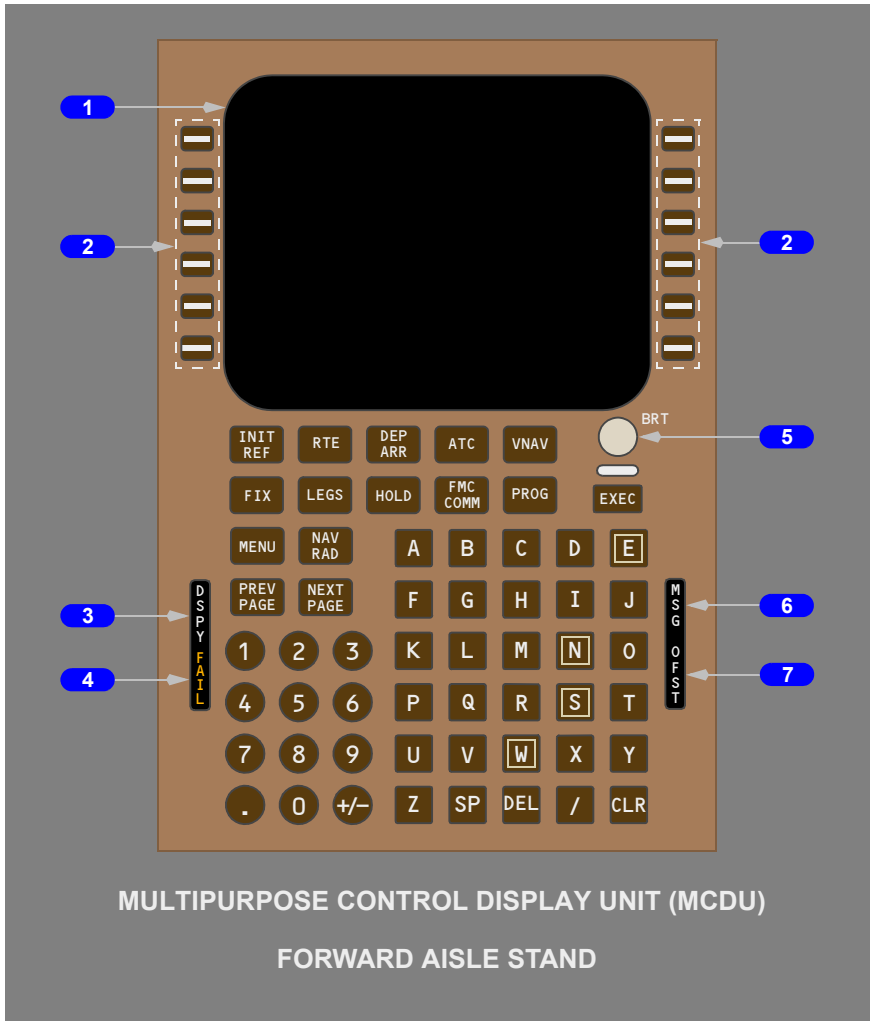 1
2
2
BRT
5
INIT
REF
RTE
DEP
ARR
ATC
VNAV
FIX
LEGS
HOLD
FMC
COMM
PROG
EXEC
MENU
NAV
RAD
A B C D E
PREV
PAGE
NEXT
PAGE
F G H I J
3
DSPY
MSG
6
1 2 3
K L M N O
4
FAIL
OFST
7
4 5 6
P Q R S T
7 8 9
U V W X Y
. 0 +/−
Z SP DEL / CLR
MULTIPURPOSE CONTROL DISPLAY UNIT (MCDU)
FORWARD AISLE STAND